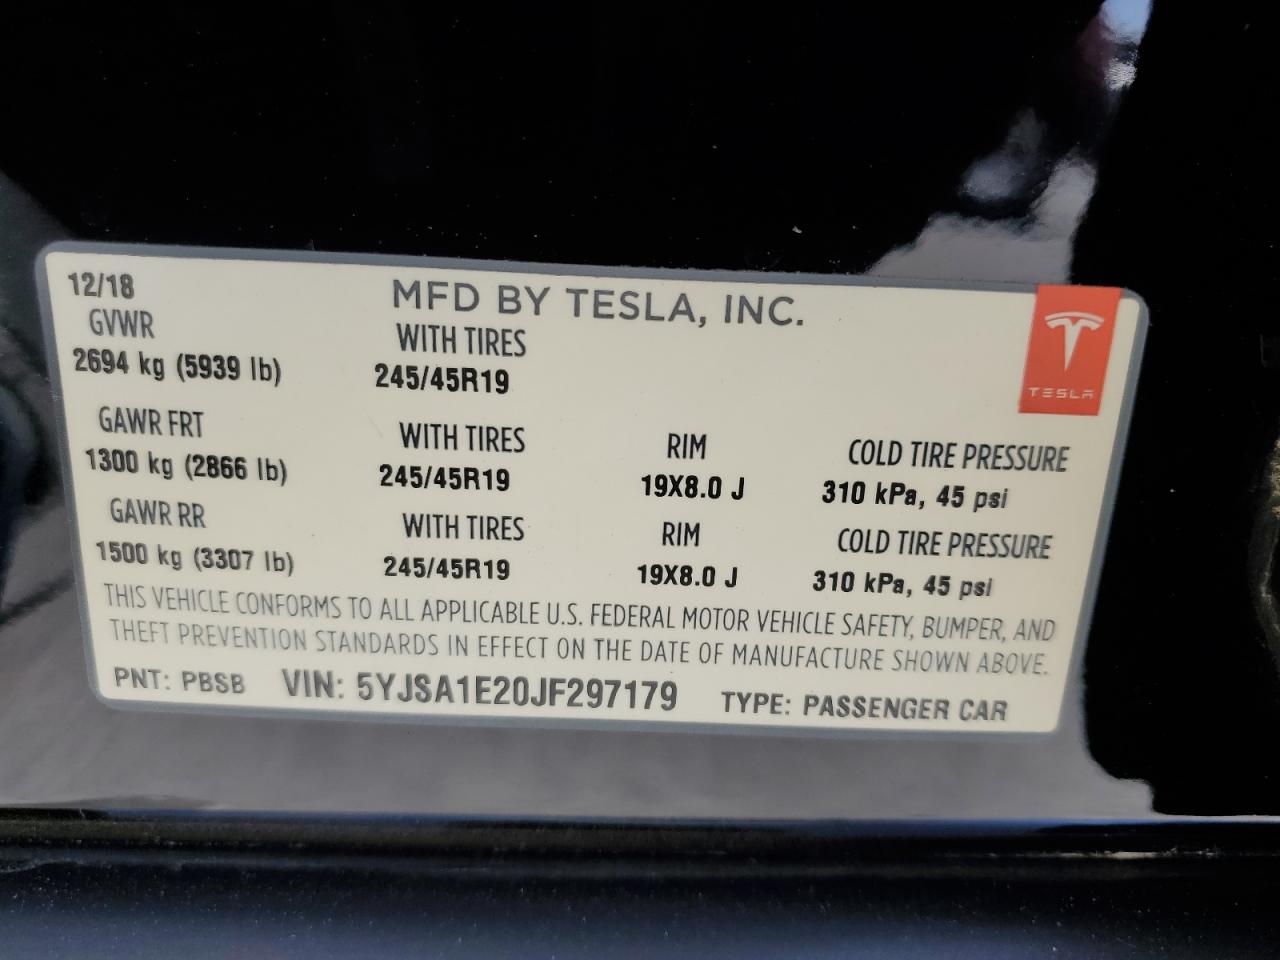 12/18 MFD BY TESLA, INC.
GVWR WITH TIRES
2694 kg (5939 lb) 245/45R19
TESLA
GAWR FRT WITH TIRES RIM COLD TIRE PRESSURE
1300 kg (2866 lb) 245/45R19 19X8.0 J 310 kPa, 45 psi
GAWR RR WITH TIRES RIM COLD TIRE PRESSURE
1500 kg (3307 lb) 245/45R19 19X8.0 J 310 kPa, 45 psi
THIS VEHICLE CONFORMS TO ALL APPLICABLE U.S. FEDERAL MOTOR VEHICLE SAFETY, BUMPER, AND
THEFT PREVENTION STANDARDS IN EFFECT ON THE DATE OF MANUFACTURE SHOWN ABOVE.
PNT: PBSB VIN: 5YJSA1E20JF297179 TYPE: PASSENGER CAR